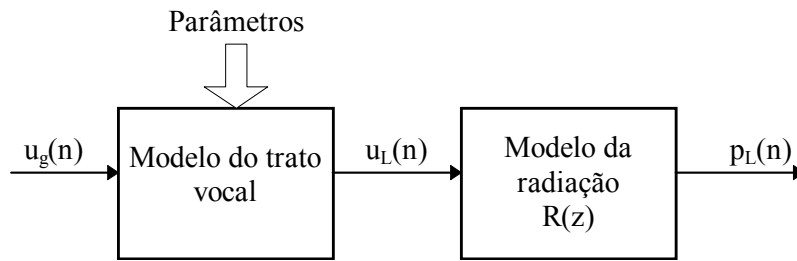 Parâmetros
u_g(n)
Modelo do trato
vocal
u_L(n)
Modelo da
radiação
R(z)
p_L(n)